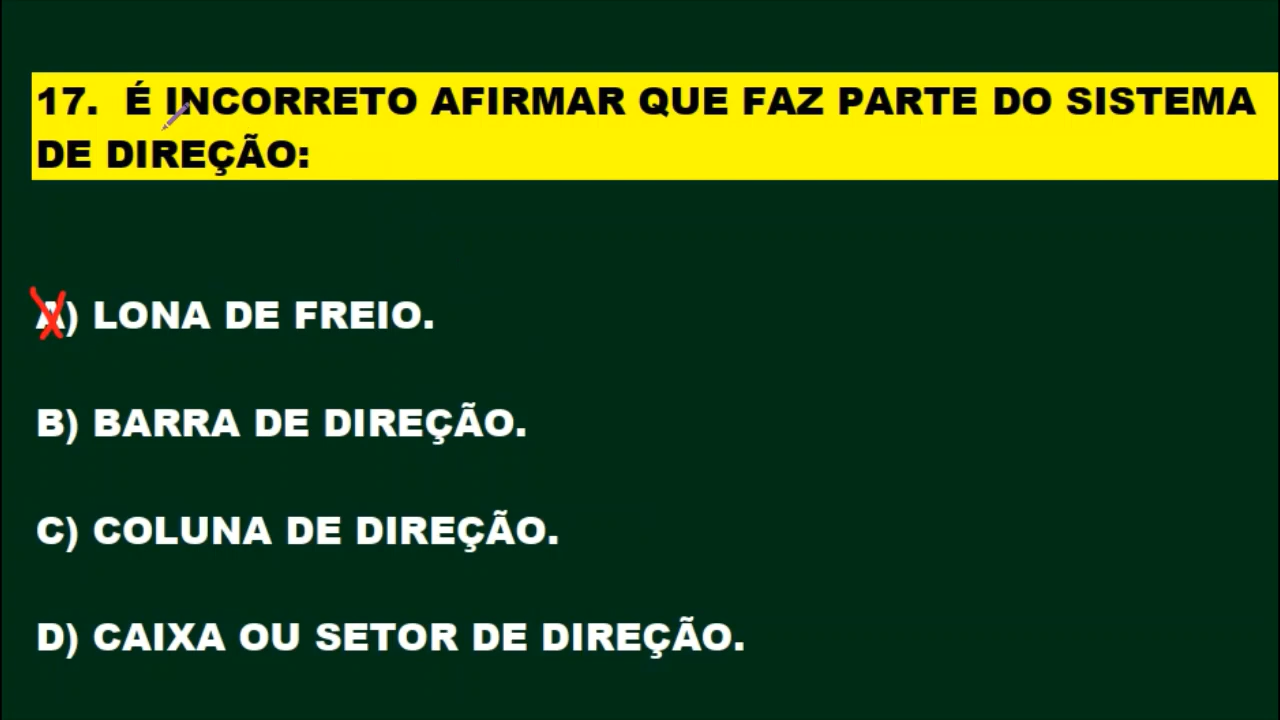 17. É INCORRETO AFIRMAR QUE FAZ PARTE DO SISTEMA
DE DIREÇÃO:
A) LONA DE FREIO.
B) BARRA DE DIREÇÃO.
C) COLUNA DE DIREÇÃO.
D) CAIXA OU SETOR DE DIREÇÃO.